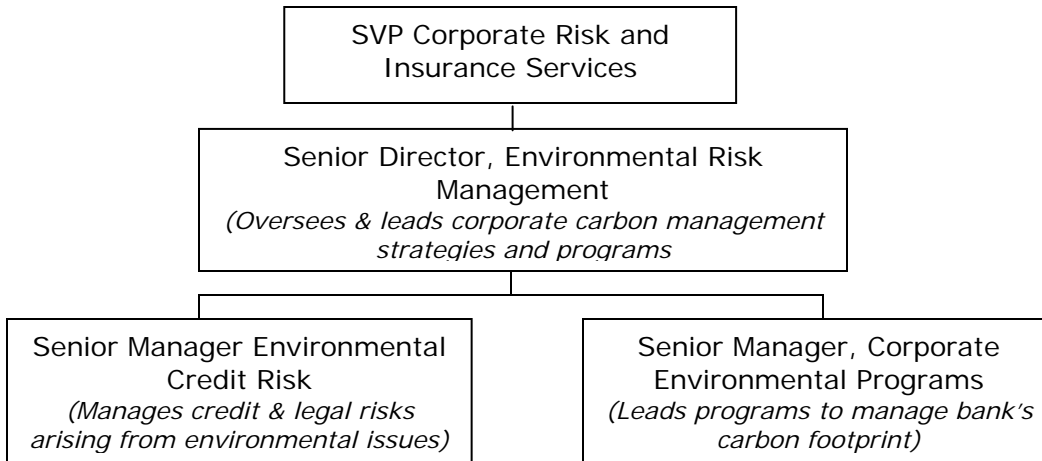 SVP Corporate Risk and
Insurance Services
Senior Director, Environmental Risk
Management
(Oversees & leads corporate carbon management
strategies and programs
Senior Manager Environmental
Credit Risk
(Manages credit & legal risks
arising from environmental issues)
Senior Manager, Corporate
Environmental Programs
(Leads programs to manage bank’s
carbon footprint)